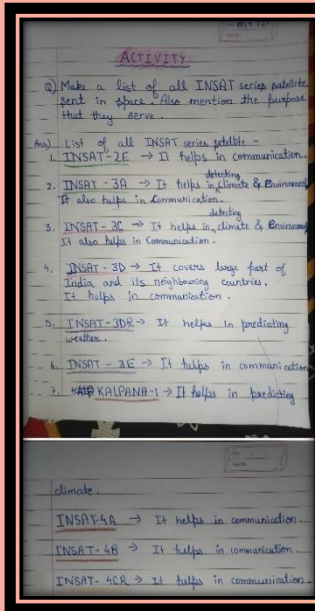 ACTIVITY
Q) Make a list of all INSAT series satellite
sent in space. Also mention the purpose
that they serve.
Ans) List of all INSAT series satellite -
1. INSAT-2E → It helps in communication.
detecting
2. INSAT - 3A → It helps in climate & Environment
It also helps in Communication.
detecting
3. INSAT - 3C → It helps in climate & Environment
It also helps in Communication.
4. INSAT - 3D → It covers large part of
India and its neighbouring countries.
It helps in communication.
5. INSAT-3DR → It helps in predicting
weather.
6. INSAT - 3E → It helps in communication
7. KALPANA-1 → It helps in predicting
climate.
INSAT-4A → It helps in communication.
INSAT-4B → It helps in communication.
INSAT-4CR → It helps in communication.